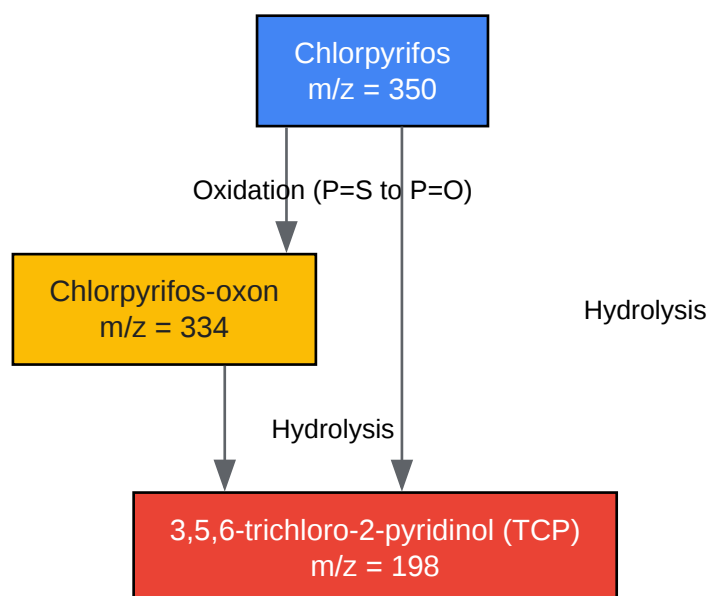 Chlorpyrifos
m/z = 350
Oxidation (P=S to P=O)
Chlorpyrifos-oxon
m/z = 334
Hydrolysis
Hydrolysis
3,5,6-trichloro-2-pyridinol (TCP)
m/z = 198